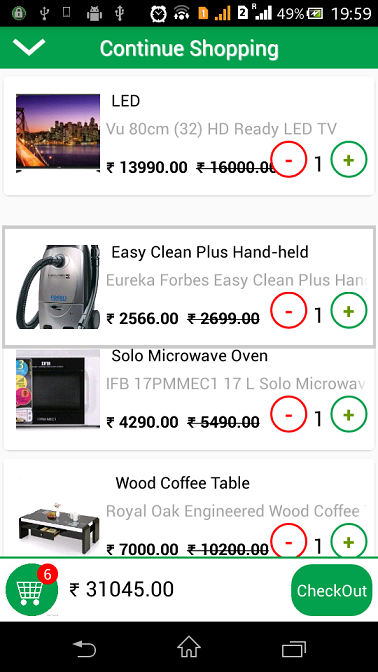 1 2 R 49% 19:59
Continue Shopping
LED
Vu 80cm (32) HD Ready LED TV
₹ 13990.00 ₹ 16000.00 - 1 +
Easy Clean Plus Hand-held
Eureka Forbes Easy Clean Plus Han
₹ 2566.00 ₹ 2699.00 - 1 +
Solo Microwave Oven
IFB 17PMMEC1 17 L Solo Microwav
₹ 4290.00 ₹ 5490.00 - 1 +
Wood Coffee Table
Royal Oak Engineered Wood Coffee
₹ 7000.00 ₹ 10200.00 - 1 +
6
₹ 31045.00 CheckOut